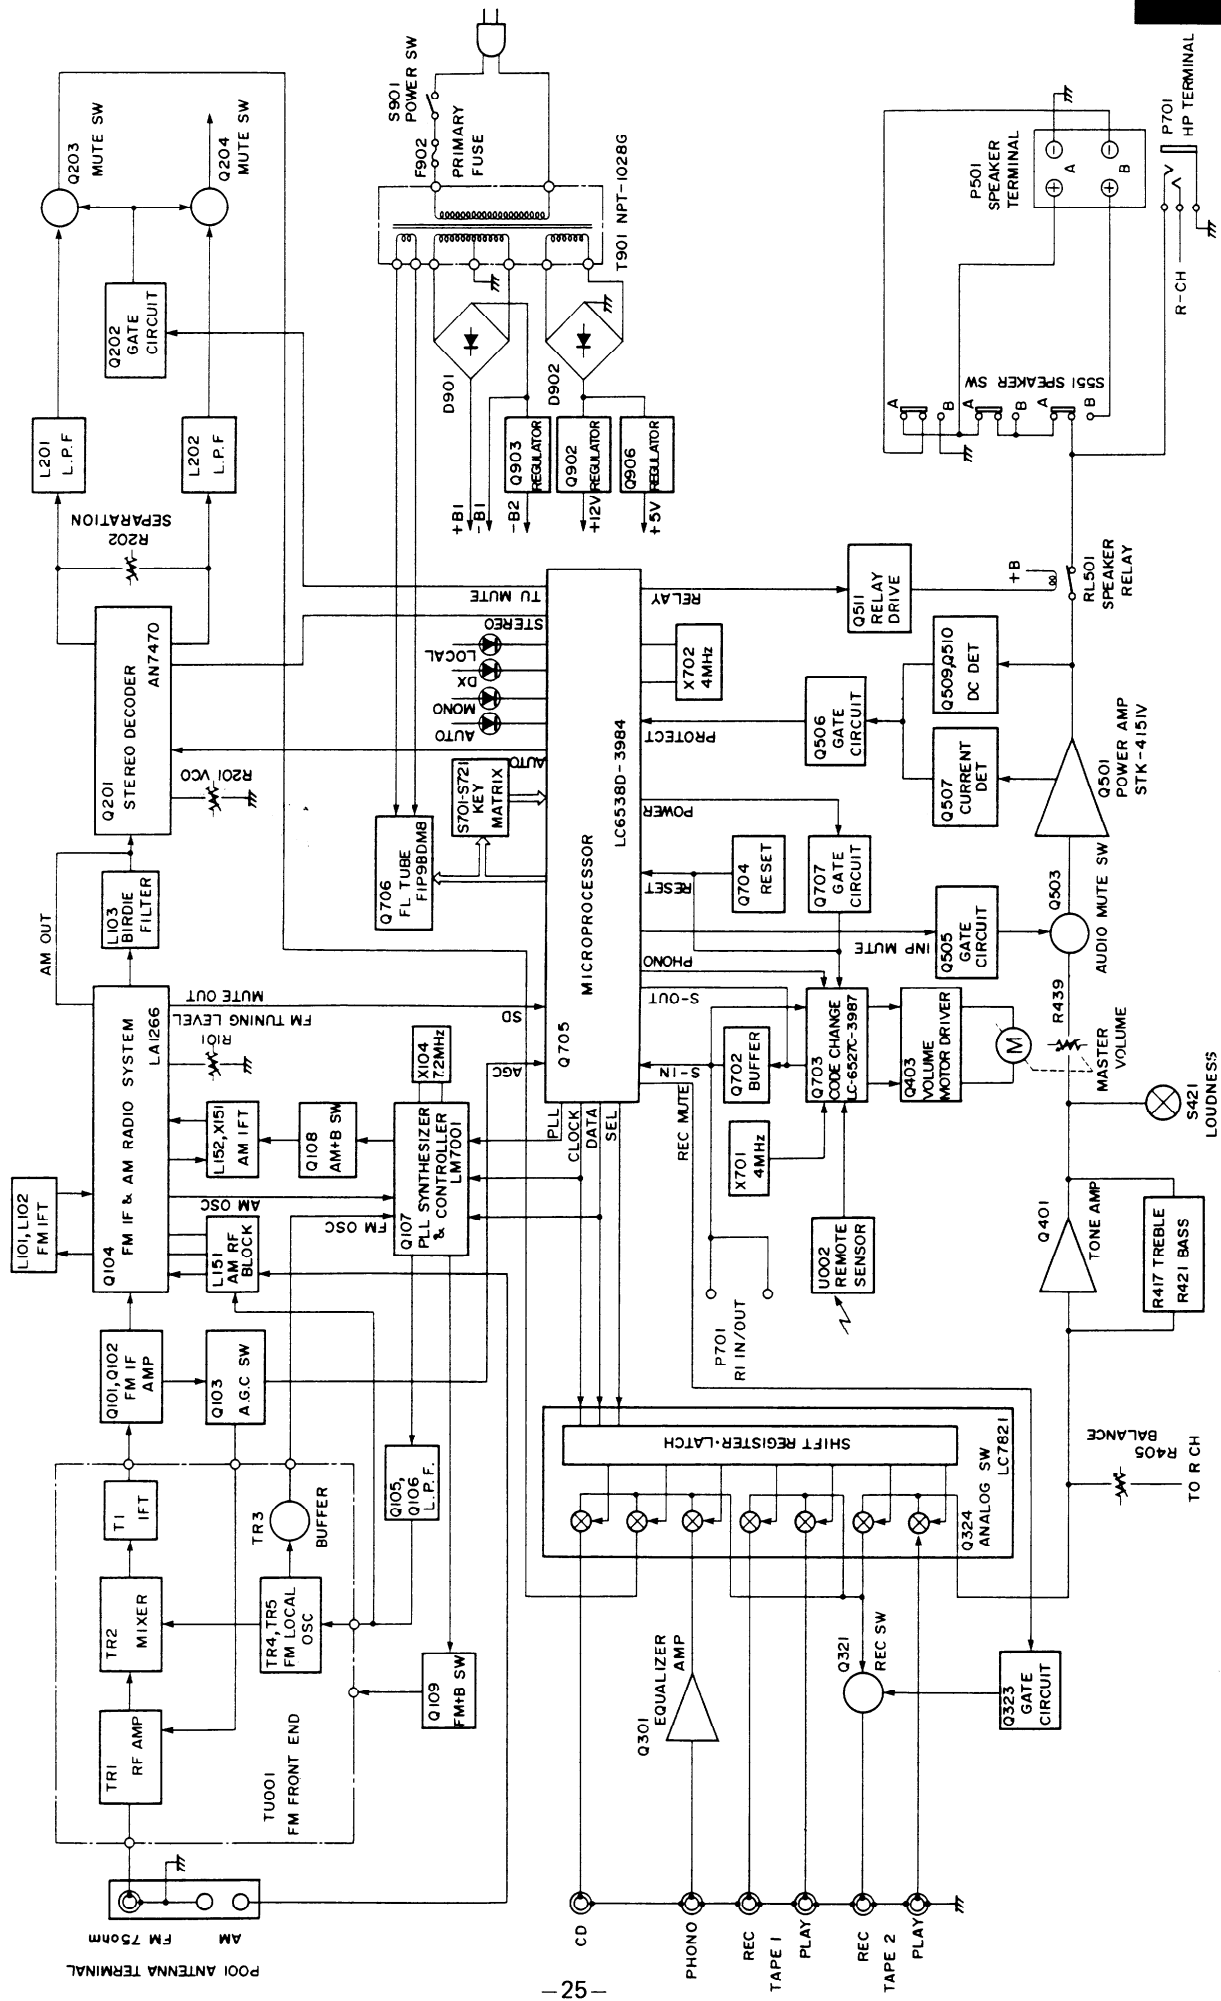 P001 ANTENNA TERMINAL
FM 75ohm
AM
TU001
FM FRONT END
TR1
RF AMP
TR2
MIXER
T1
IFT
TR3
BUFFER
TR4, TR5
FM LOCAL
OSC
Q101, Q102
FM IF
AMP
Q103
A.G.C SW
L101, L102
FM IFT
Q104
FM IF & AM RADIO SYSTEM
LA1266
L151
AM RF
BLOCK
AM OSC
FM OSC
L152, X151
AM IFT
Q108
AM+B SW
R101
FM TUNING LEVEL
MUTE OUT
AM OUT
L103
BIRDIE
FILTER
Q201
STEREO DECODER
AN7470
R201 VCO
R202
SEPARATION
L201
L.P.F
L202
L.P.F
Q202
GATE
CIRCUIT
Q203
MUTE SW
Q204
MUTE SW
Q105,
Q106
L.P.F.
Q109
FM+B SW
Q107
PLL SYNTHESIZER
& CONTROLLER
LM7001
X104
7.2MHz
Q706
FL TUBE
FIP9BDM8
S701-S721
KEY
MATRIX
AUTO
MONO
DX
LOCAL
STEREO
TU MUTE
AUTO
SD
AGC
PLL
CLOCK
DATA
SEL
Q705
MICROPROCESSOR
LC6538D-3984
S901
POWER SW
F902
PRIMARY
FUSE
T901 NPT-1028G
D901
D902
+B1
-B1
-B2
+12V
+5V
Q903
REGULATOR
Q902
REGULATOR
Q906
REGULATOR
REC MUTE
S-IN
S-OUT
PHONO
INP MUTE
RESET
POWER
PROTECT
RELAY
Q702
BUFFER
X701
4MHz
Q703
CODE CHANGE
LC-6527C-3987
Q403
VOLUME
MOTOR DRIVER
M
U002
REMOTE
SENSOR
P701
RI IN/OUT
Q704
RESET
Q707
GATE
CIRCUIT
Q505
GATE
CIRCUIT
X702
4MHz
Q506
GATE
CIRCUIT
Q507
CURRENT
DET
Q509, Q510
DC DET
Q511
RELAY
DRIVE
+B
RL501
SPEAKER
RELAY
Q501
POWER AMP
STK-4151V
Q503
AUDIO MUTE SW
R439
MASTER
VOLUME
S421
LOUDNESS
Q401
TONE AMP
R417 TREBLE
R421 BASS
R405
BALANCE
TO R CH
SHIFT REGISTER·LATCH
Q324
ANALOG SW
LC7821
Q301
EQUALIZER
AMP
Q321
REC SW
Q323
GATE
CIRCUIT
CD
PHONO
REC
TAPE 1
PLAY
REC
TAPE 2
PLAY
S551 SPEAKER SW
A
B
A
B
A
B
P501
SPEAKER
TERMINAL
+
-
A
+
-
B
P701
HP TERMINAL
R-CH
-25-